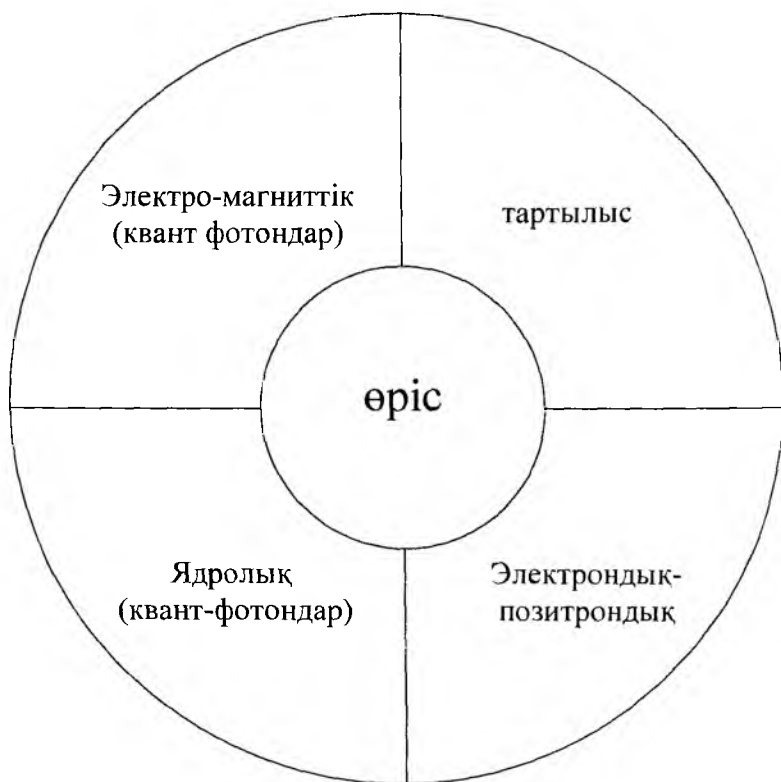 Электро-магниттік
(квант фотондар)
тартылыс
өріс
Ядролық
(квант-фотондар)
Электрондық-
позитрондық